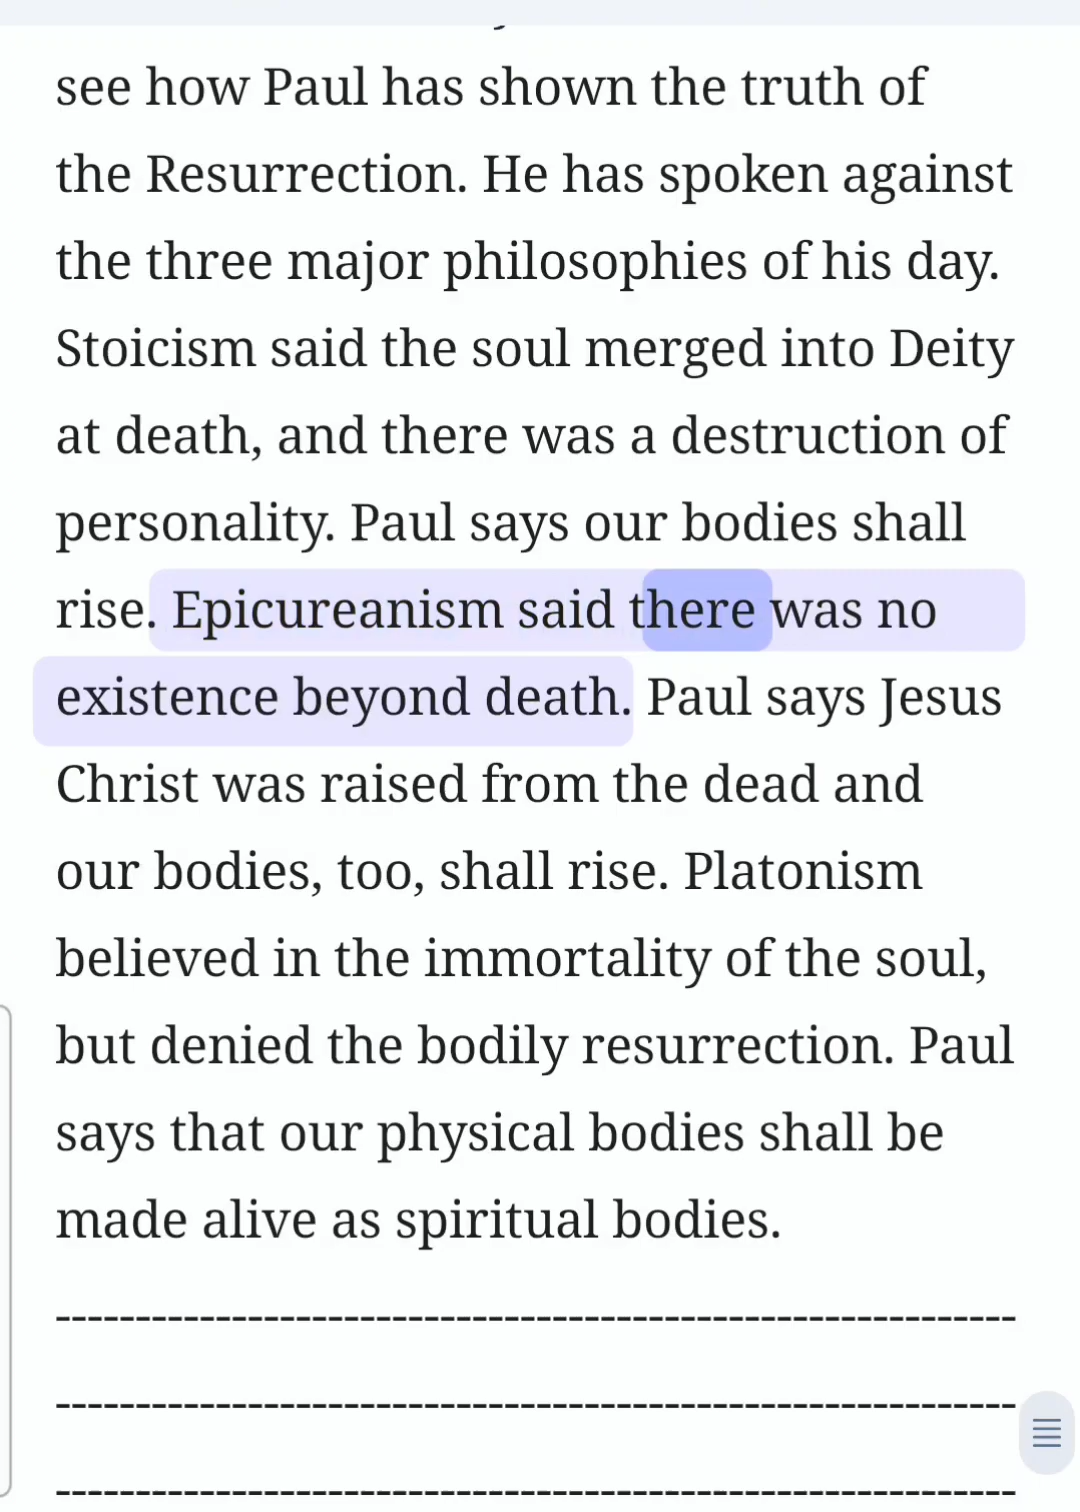 see how Paul has shown the truth of
the Resurrection. He has spoken against
the three major philosophies of his day.
Stoicism said the soul merged into Deity
at death, and there was a destruction of
personality. Paul says our bodies shall
rise. Epicureanism said there was no
existence beyond death. Paul says Jesus
Christ was raised from the dead and
our bodies, too, shall rise. Platonism
believed in the immortality of the soul,
but denied the bodily resurrection. Paul
says that our physical bodies shall be
made alive as spiritual bodies.
------------------------------------------------------------
------------------------------------------------------------
------------------------------------------------------------